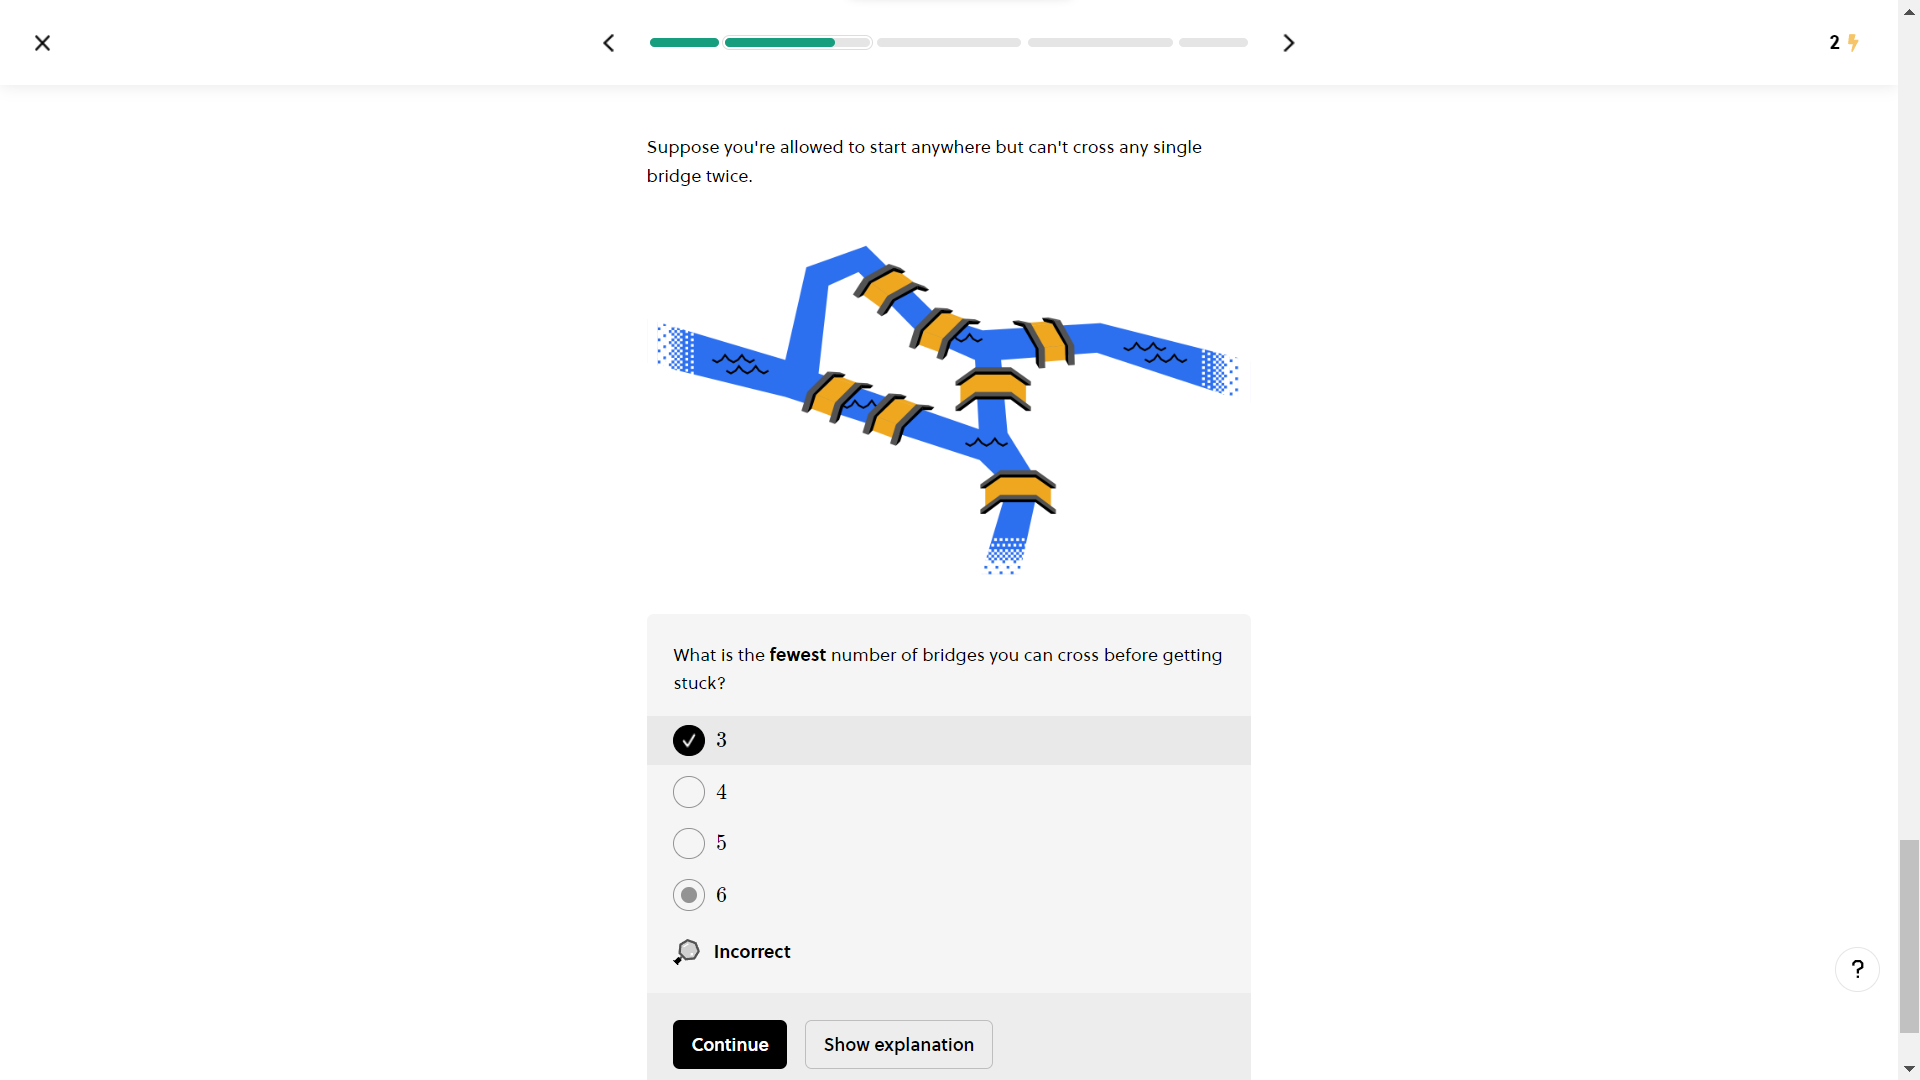 2
Suppose you're allowed to start anywhere but can't cross any single
bridge twice.
What is the fewest number of bridges you can cross before getting
stuck?
3
4
5
6
Incorrect
?
Continue
Show explanation